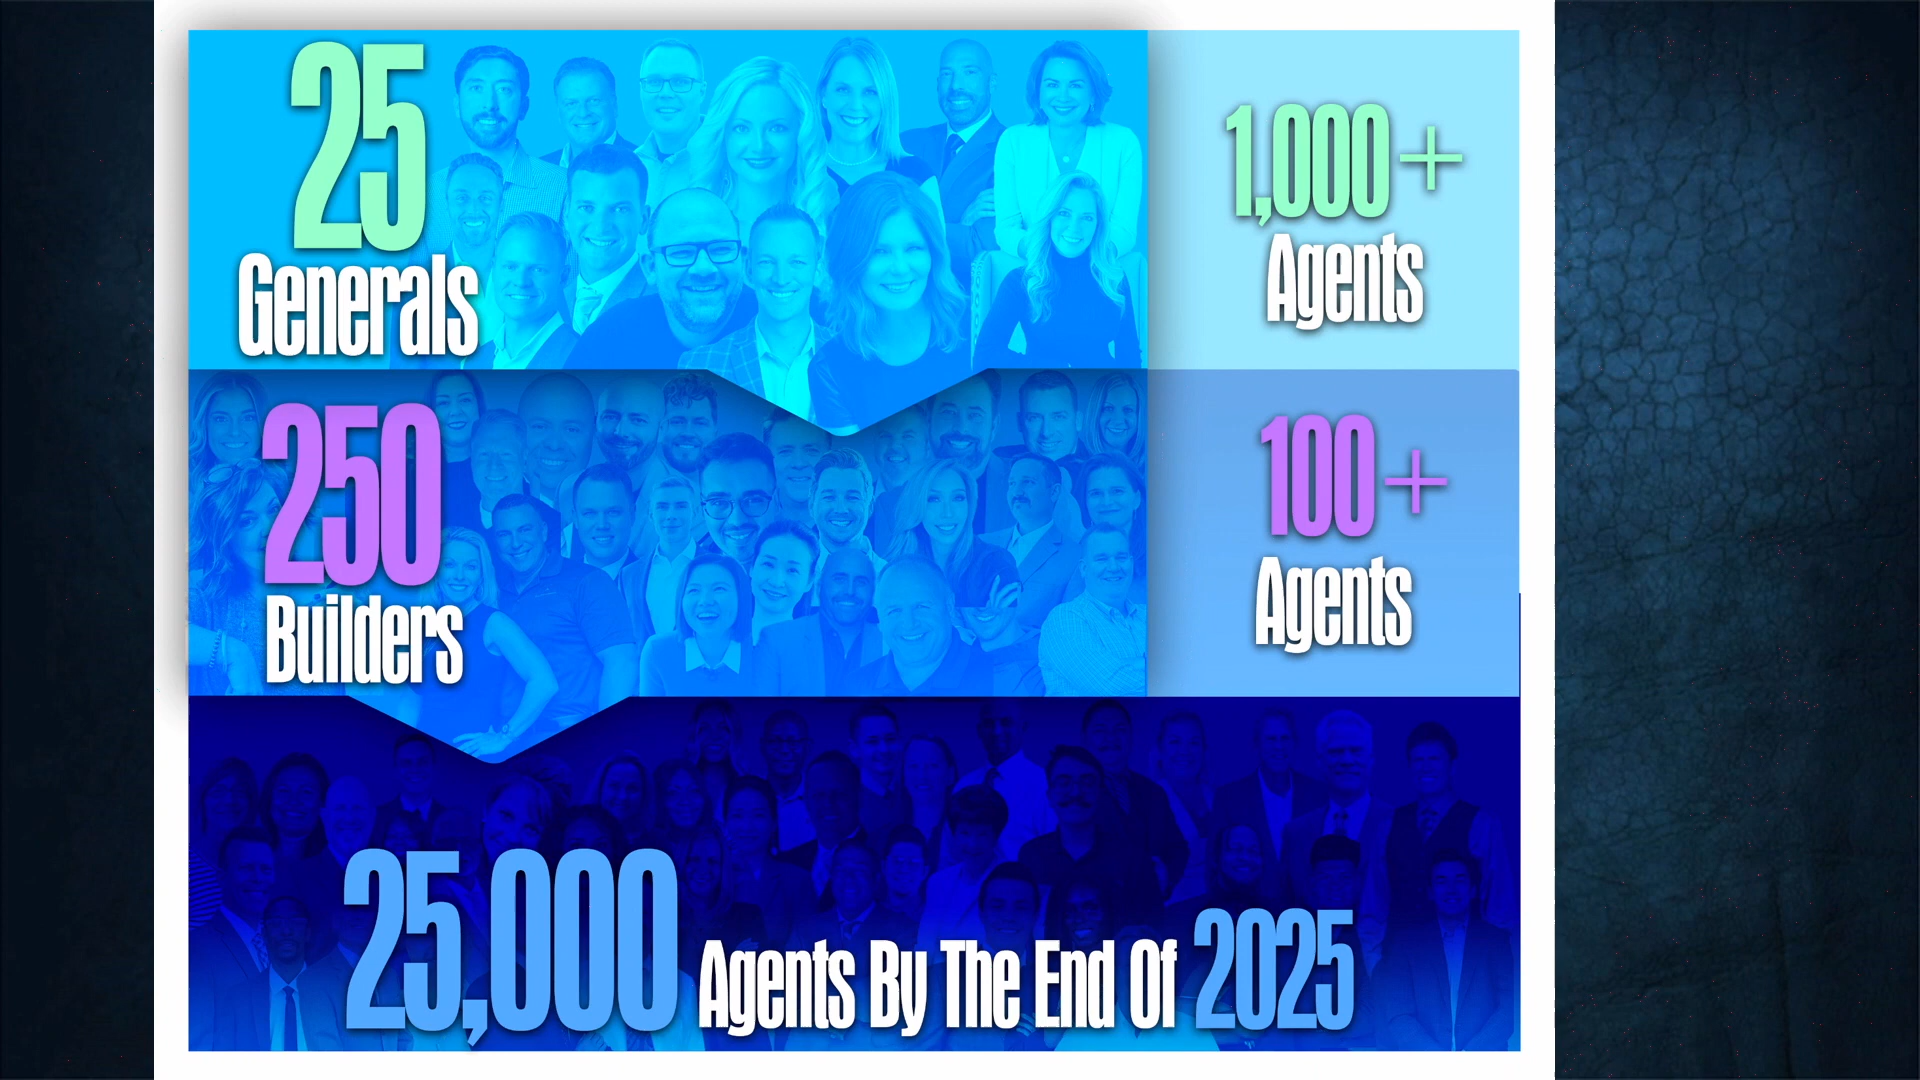 25
Generals
1,000+
Agents
250
Builders
100+
Agents
25,000 Agents By The End Of 2025